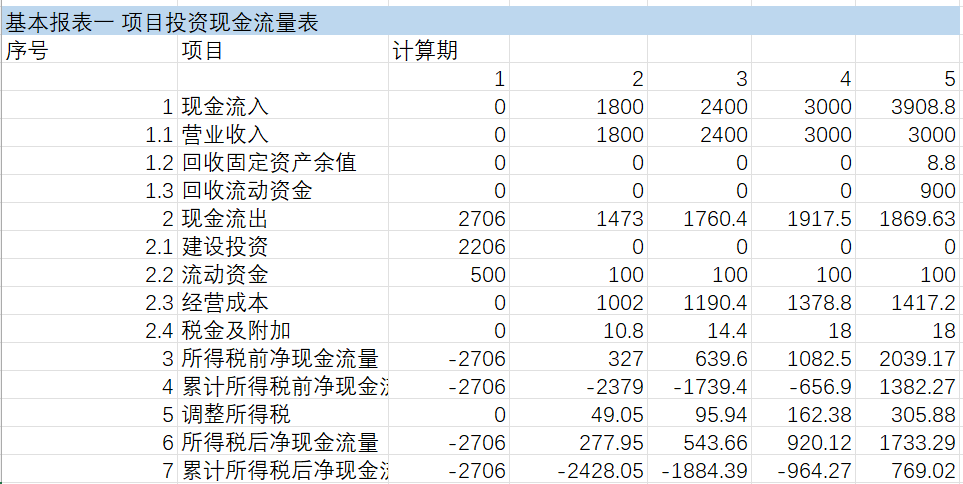 基本报表一 项目投资现金流量表
序号 项目 计算期
1 2 3 4 5
1 现金流入 0 1800 2400 3000 3908.8
1.1 营业收入 0 1800 2400 3000 3000
1.2 回收固定资产余值 0 0 0 0 8.8
1.3 回收流动资金 0 0 0 0 900
2 现金流出 2706 1473 1760.4 1917.5 1869.63
2.1 建设投资 2206 0 0 0 0
2.2 流动资金 500 100 100 100 100
2.3 经营成本 0 1002 1190.4 1378.8 1417.2
2.4 税金及附加 0 10.8 14.4 18 18
3 所得税前净现金流量 -2706 327 639.6 1082.5 2039.17
4 累计所得税前净现金 -2706 -2379 -1739.4 -656.9 1382.27
5 调整所得税 0 49.05 95.94 162.38 305.88
6 所得税后净现金流量 -2706 277.95 543.66 920.12 1733.29
7 累计所得税后净现金 -2706 -2428.05 -1884.39 -964.27 769.02